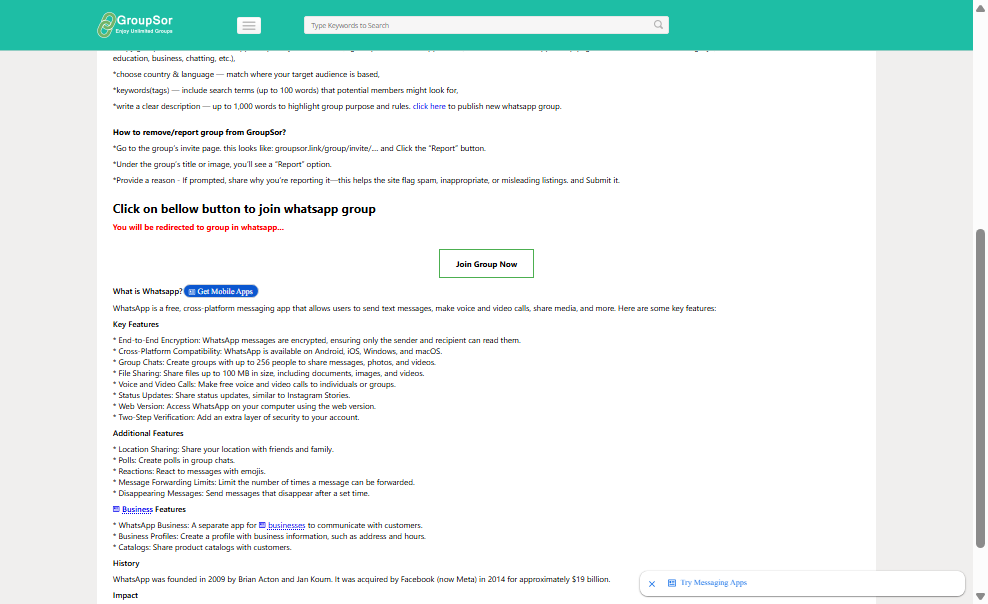 GroupSor
Enjoy Unlimited Groups
Type Keywords to Search
education, business, chatting, etc.),
*choose country & language — match where your target audience is based,
*keywords(tags) — include search terms (up to 100 words) that potential members might look for,
*write a clear description — up to 1,000 words to highlight group purpose and rules. click here to publish new whatsapp group.
How to remove/report group from GroupSor?
*Go to the group's invite page. this looks like: groupsor.link/group/invite/... and Click the "Report" button.
*Under the group's title or image, you'll see a "Report" option.
*Provide a reason - If prompted, share why you're reporting it—this helps the site flag spam, inappropriate, or misleading listings. and Submit it.
Click on bellow button to join whatsapp group
You will be redirected to group in whatsapp...
Join Group Now
What is Whatsapp? Get Mobile Apps
WhatsApp is a free, cross-platform messaging app that allows users to send text messages, make voice and video calls, share media, and more. Here are some key features:
Key Features
* End-to-End Encryption: WhatsApp messages are encrypted, ensuring only the sender and recipient can read them.
* Cross-Platform Compatibility: WhatsApp is available on Android, iOS, Windows, and macOS.
* Group Chats: Create groups with up to 256 people to share messages, photos, and videos.
* File Sharing: Share files up to 100 MB in size, including documents, images, and videos.
* Voice and Video Calls: Make free voice and video calls to individuals or groups.
* Status Updates: Share status updates, similar to Instagram Stories.
* Web Version: Access WhatsApp on your computer using the web version.
* Two-Step Verification: Add an extra layer of security to your account.
Additional Features
* Location Sharing: Share your location with friends and family.
* Polls: Create polls in group chats.
* Reactions: React to messages with emojis.
* Message Forwarding Limits: Limit the number of times a message can be forwarded.
* Disappearing Messages: Send messages that disappear after a set time.
Business Features
* WhatsApp Business: A separate app for businesses to communicate with customers.
* Business Profiles: Create a profile with business information, such as address and hours.
* Catalogs: Share product catalogs with customers.
History
WhatsApp was founded in 2009 by Brian Acton and Jan Koum. It was acquired by Facebook (now Meta) in 2014 for approximately $19 billion.
Try Messaging Apps
Impact